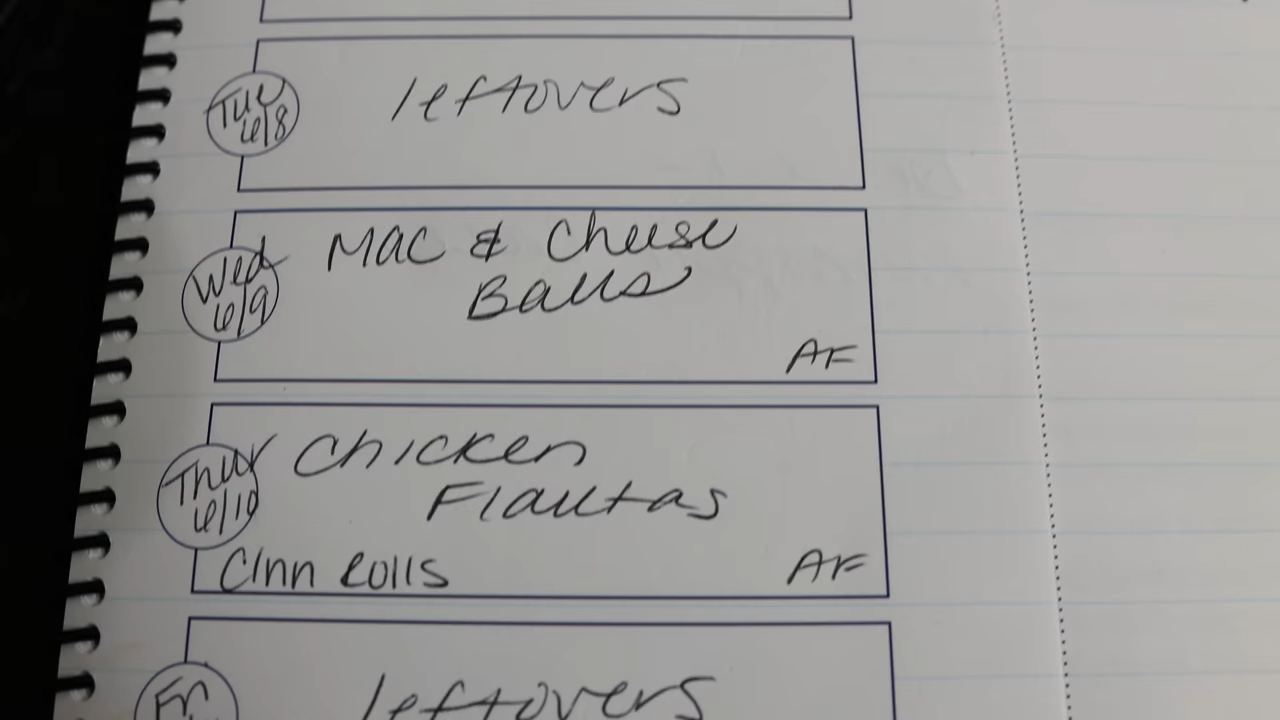 Tue
6/8
leftovers
Wed
6/9
Mac & Cheese
Balls
AF
Thur
6/10
Chicken
Flautas
Cinn Rolls
AF
Fri
leftovers